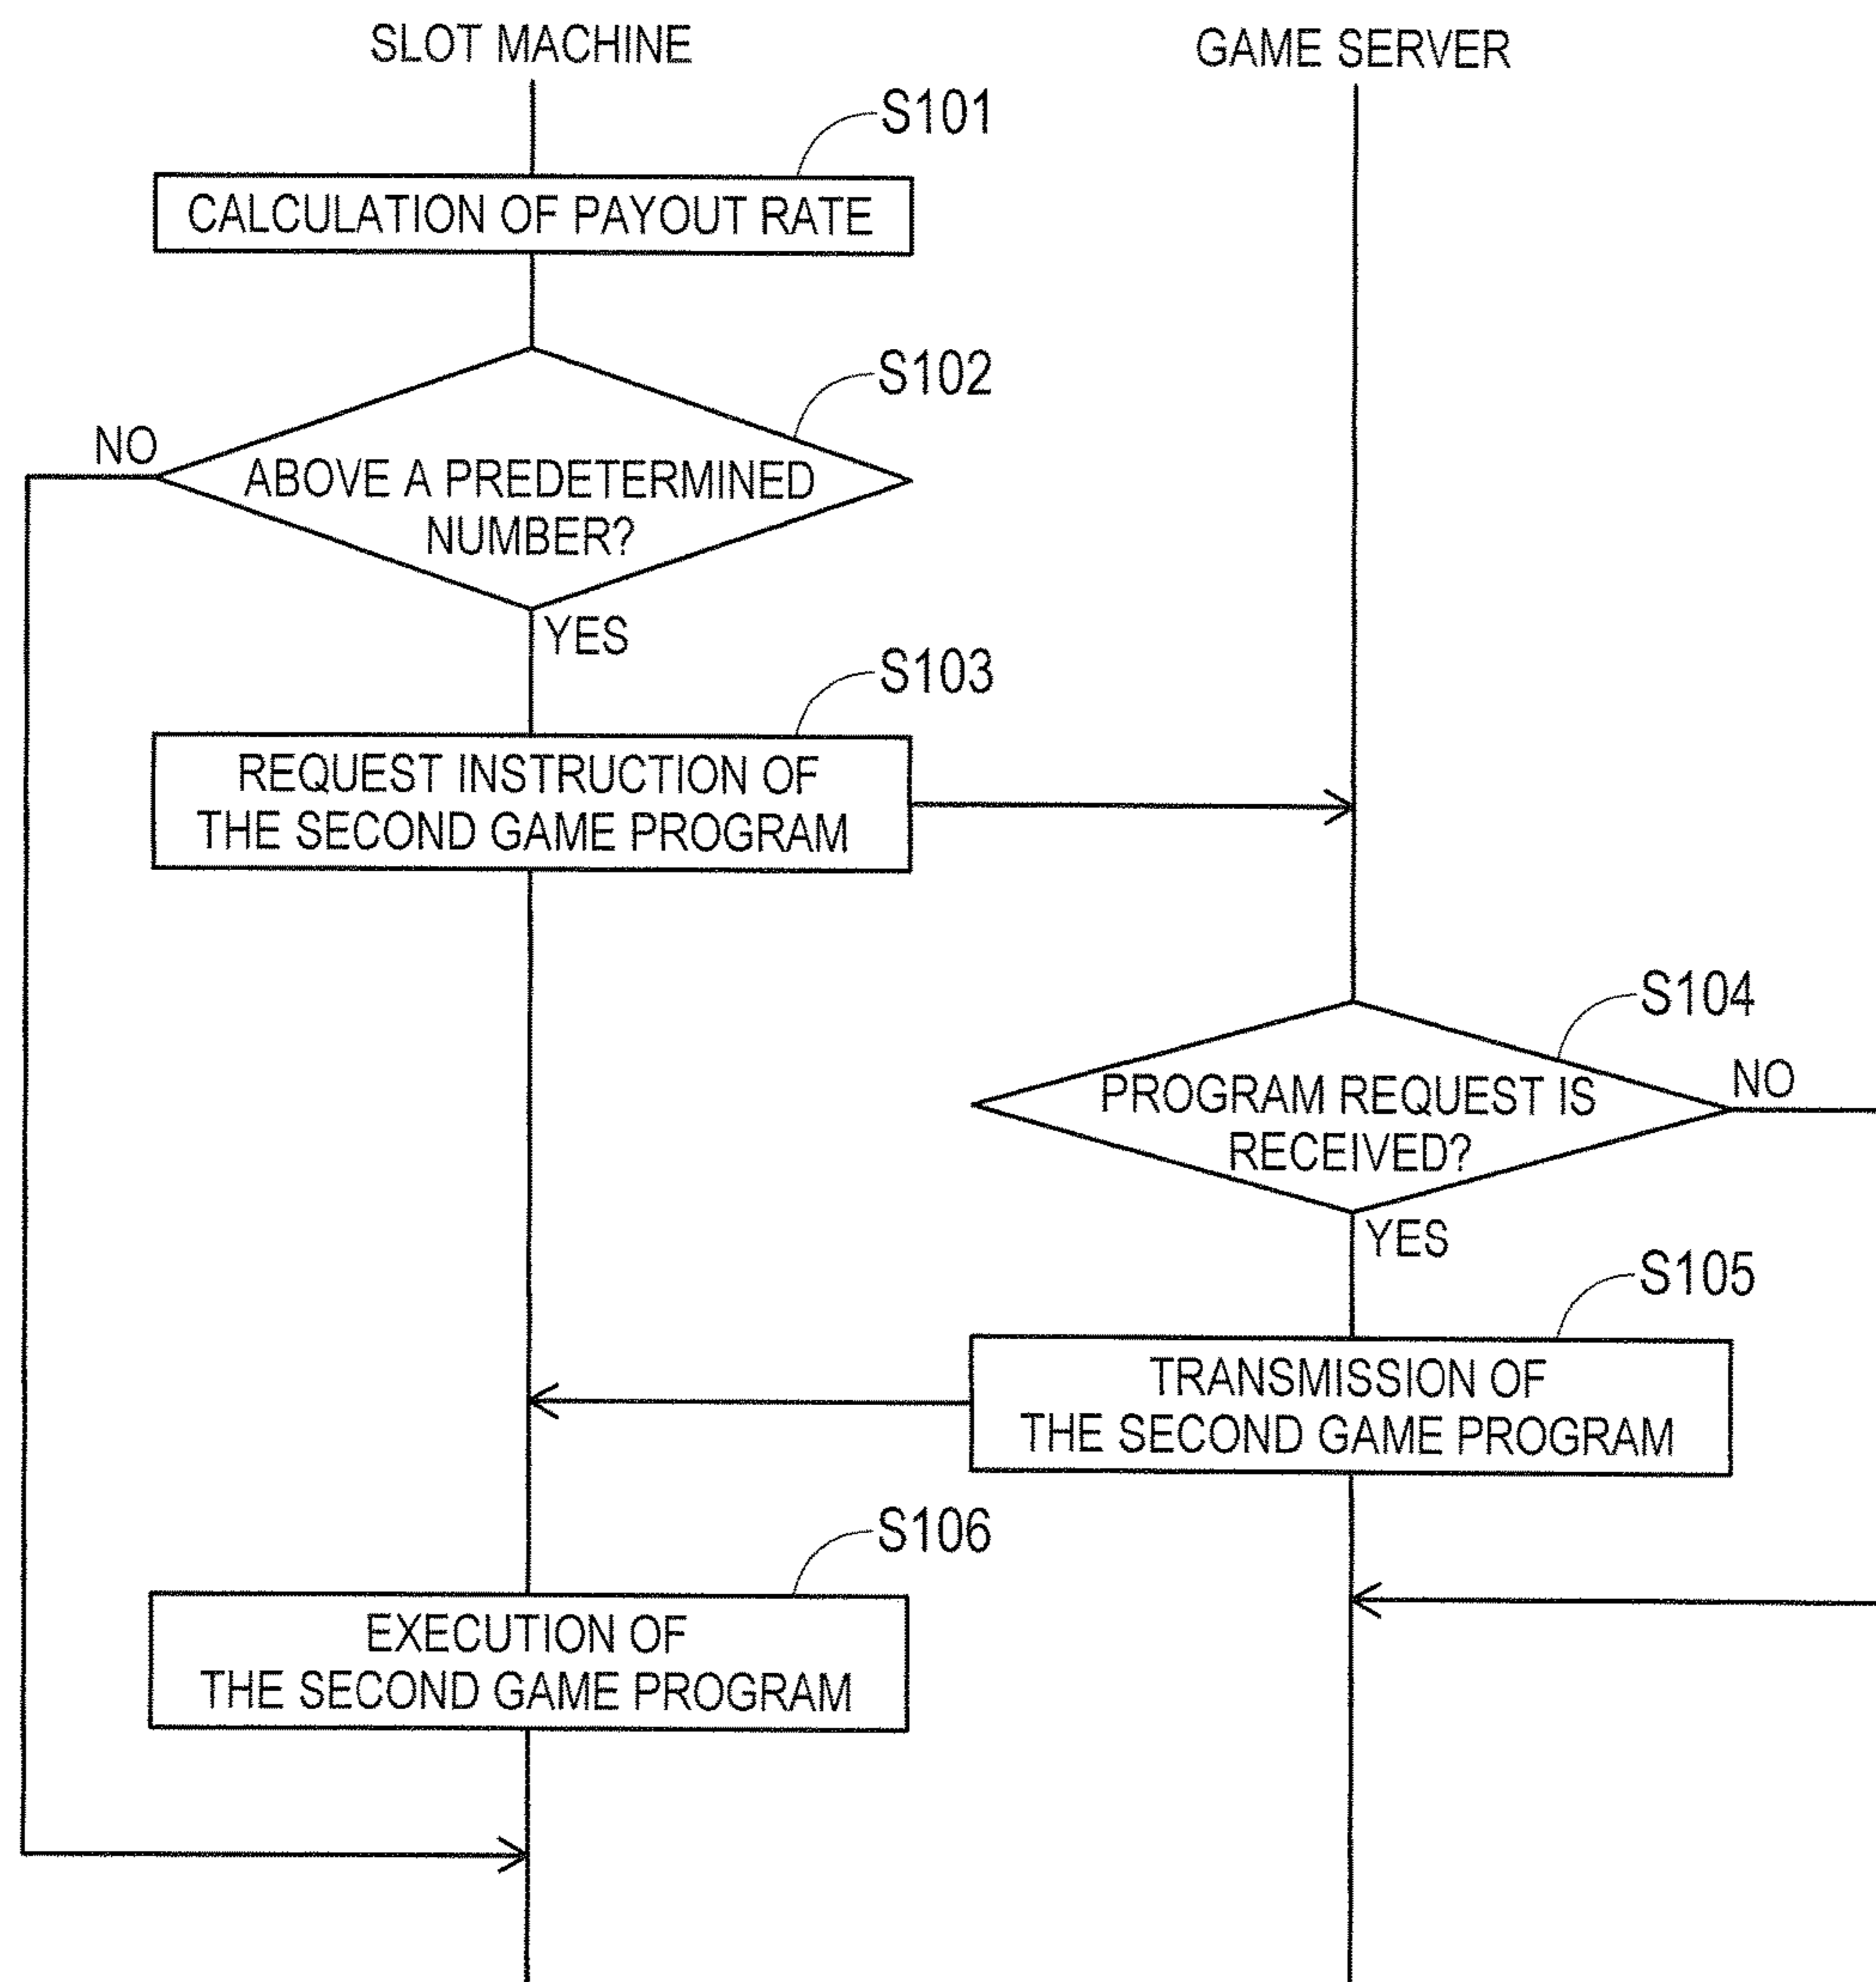 SLOT MACHINE
GAME SERVER
S101
CALCULATION OF PAYOUT RATE
S102
NO
ABOVE A PREDETERMINED
NUMBER?
YES
S103
REQUEST INSTRUCTION OF
THE SECOND GAME PROGRAM
S104
NO
PROGRAM REQUEST IS
RECEIVED?
YES
S105
TRANSMISSION OF
THE SECOND GAME PROGRAM
S106
EXECUTION OF
THE SECOND GAME PROGRAM